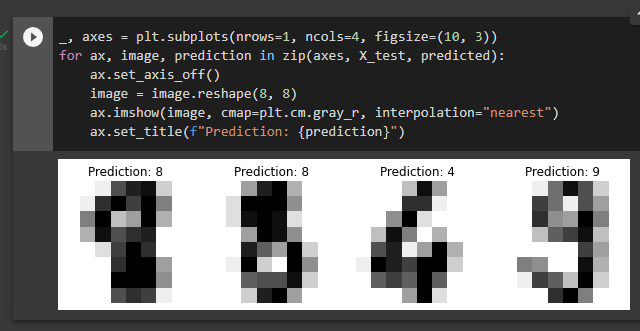 _, axes = plt.subplots(nrows=1, ncols=4, figsize=(10, 3))
for ax, image, prediction in zip(axes, X_test, predicted):
    ax.set_axis_off()
    image = image.reshape(8, 8)
    ax.imshow(image, cmap=plt.cm.gray_r, interpolation="nearest")
    ax.set_title(f"Prediction: {prediction}")
Prediction: 8 Prediction: 8 Prediction: 4 Prediction: 9